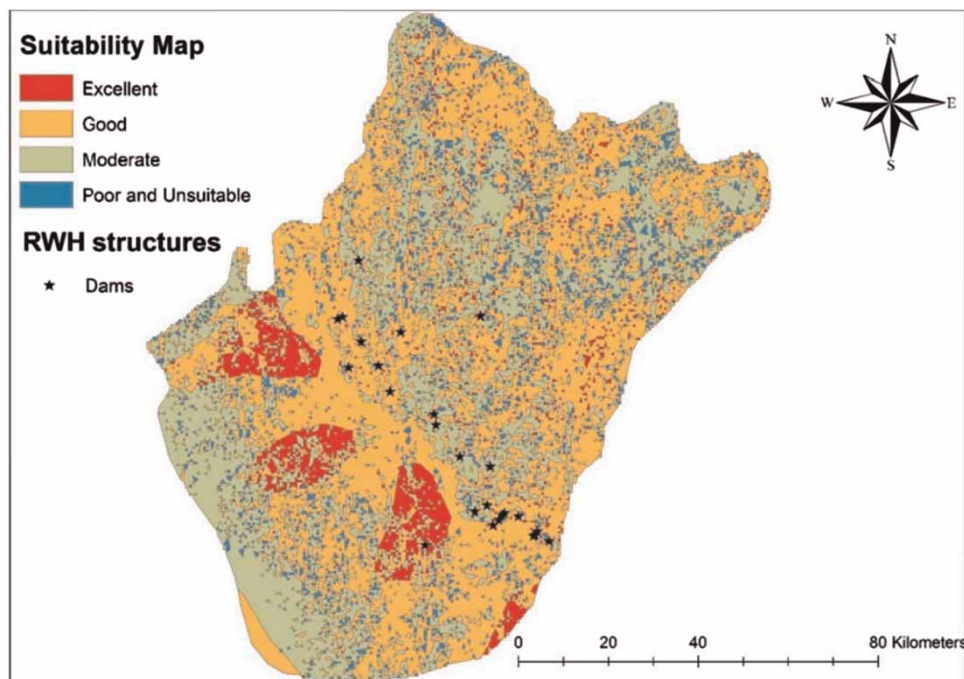 Suitability Map
Excellent
Good
Moderate
Poor and Unsuitable
RWH structures
Dams
N
W E
S
0 20 40 80 Kilometers